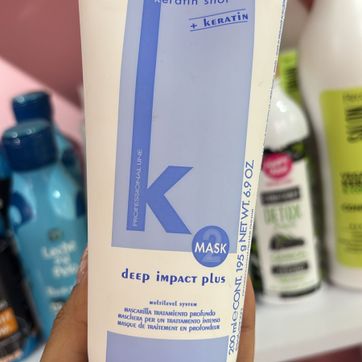 keratin shot
+ keratin
PROFESSIONAL LINE
K
2
MASK
deep impact plus
multilevel system
MASCARILLA TRATAMIENTO PROFUNDO
MASCHERA PER UN TRATTAMENTO INTENSO
MASQUE DE TRAITEMENT EN PROFONDEUR
200 ml e CONT. 195 g NET WT. 6.9 OZ.
DETOX